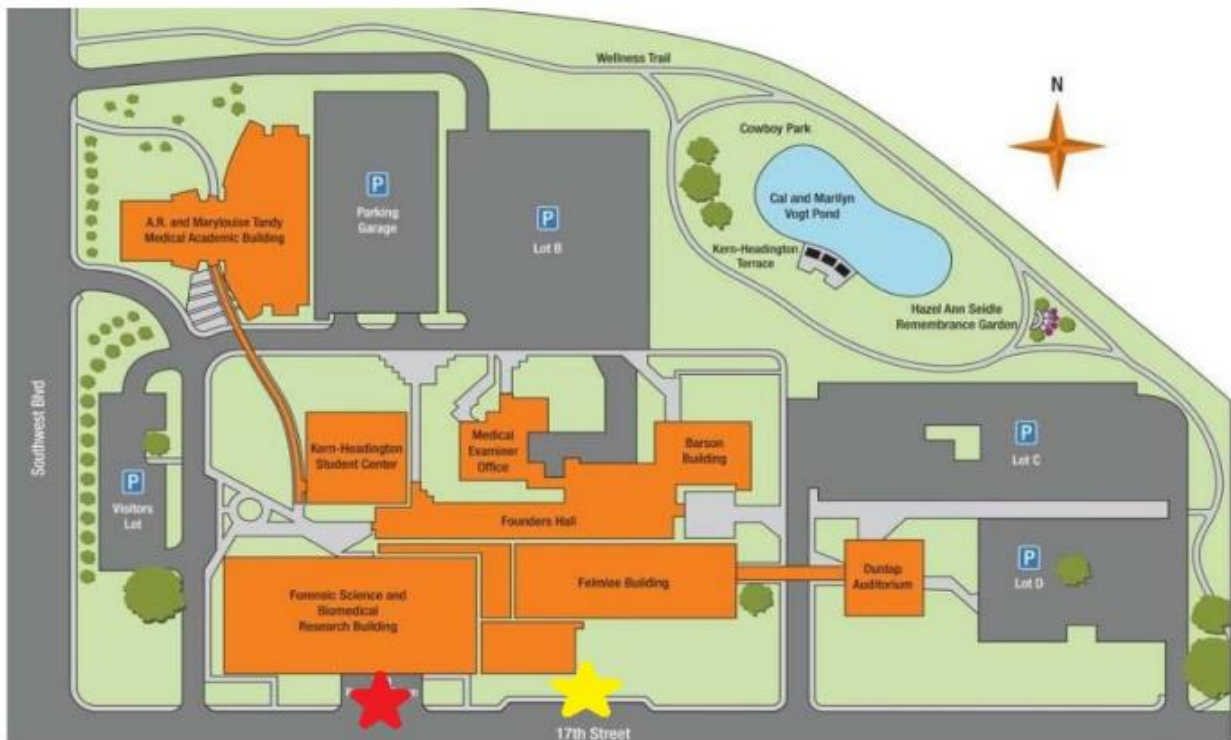 Wellness Trail
N
Cowboy Park
Cal and Marilyn
Vogt Pond
Kern-Headington
Terrace
Hazel Ann Seidle
Remembrance Garden
P
Parking
Garage
P
Lot B
A.R. and Marylouise Tandy
Medical Academic Building
Southwest Blvd
P
Visitors
Lot
Kern-Headington
Student Center
Medical
Examiner
Office
Barson
Building
P
Lot C
Founders Hall
Forensic Science and
Biomedical
Research Building
Felmlee Building
Dunlap
Auditorium
P
Lot D
17th Street